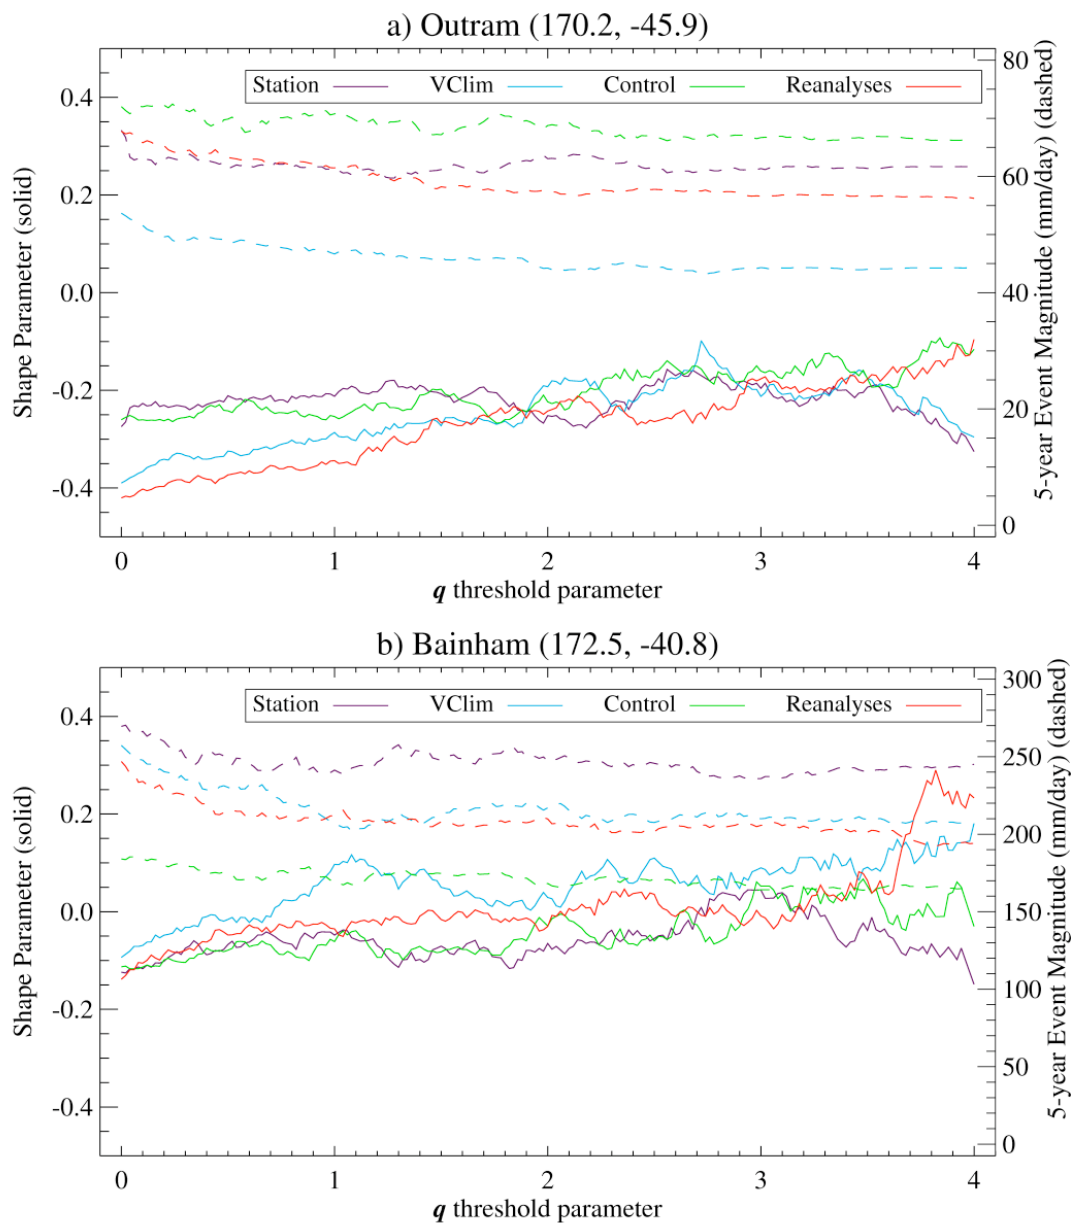 a) Outram (170.2, -45.9)
Station VClim Control Reanalyses
Shape Parameter (solid)
0.4
0.2
0.0
-0.2
-0.4
5-year Event Magnitude (mm/day) (dashed)
80
60
40
20
0
0 1 2 3 4
q threshold parameter
b) Bainham (172.5, -40.8)
Station VClim Control Reanalyses
Shape Parameter (solid)
0.4
0.2
0.0
-0.2
-0.4
5-year Event Magnitude (mm/day) (dashed)
300
250
200
150
100
50
0
0 1 2 3 4
q threshold parameter